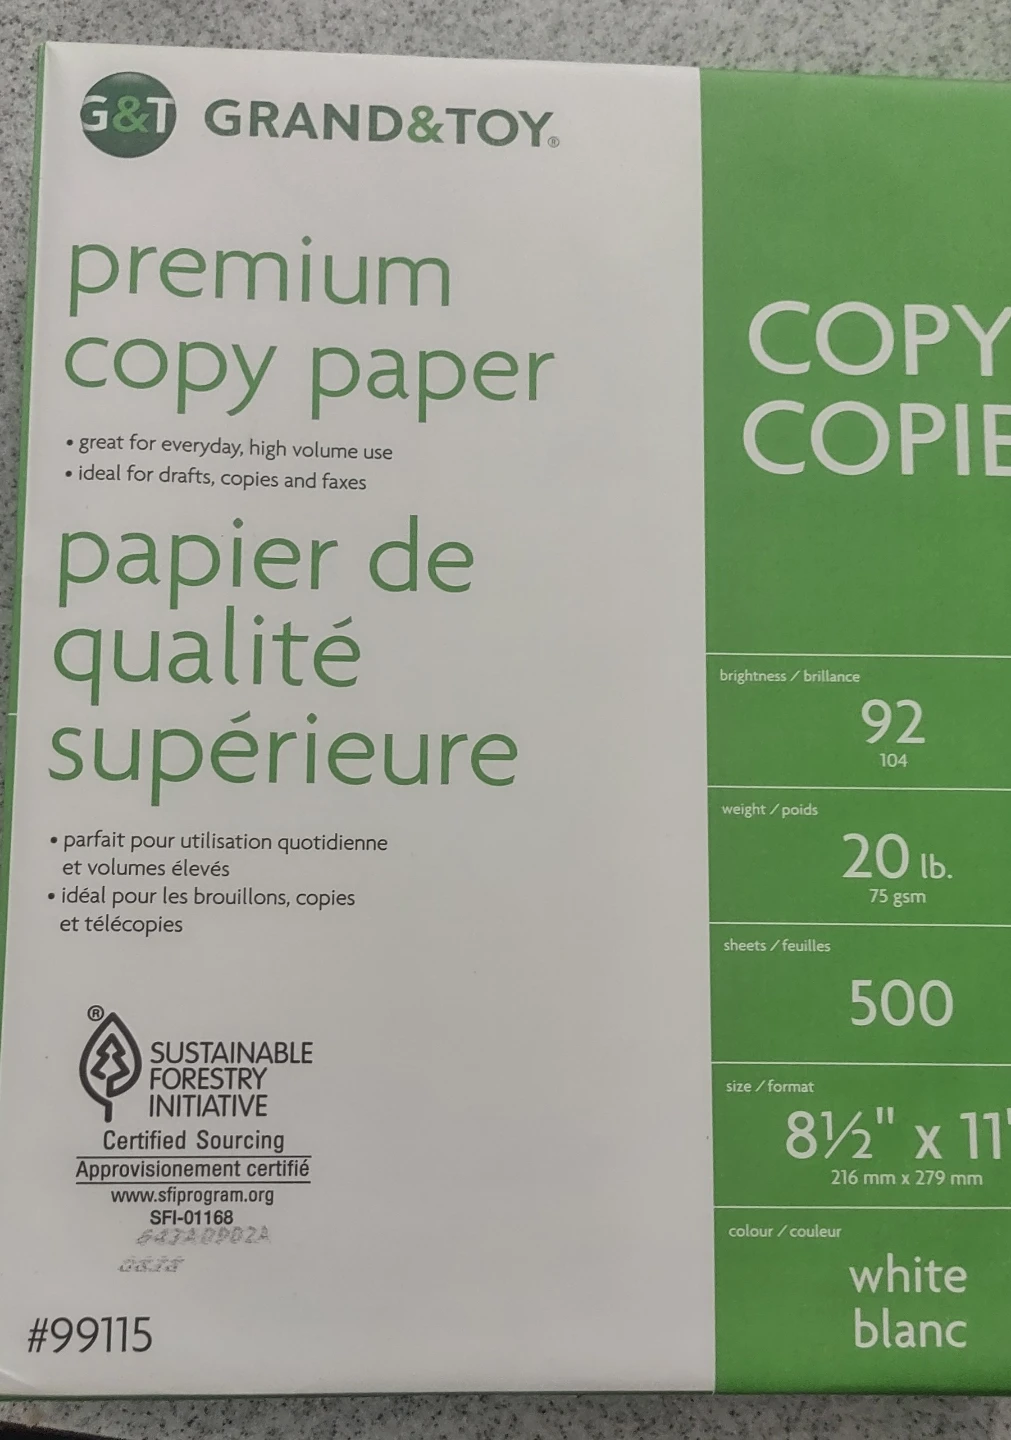 G&T GRAND&TOY®
premium
copy paper
• great for everyday, high volume use
• ideal for drafts, copies and faxes
papier de
qualité
supérieure
• parfait pour utilisation quotidienne
et volumes élevés
• idéal pour les brouillons, copies
et télécopies
®
SUSTAINABLE
FORESTRY
INITIATIVE
Certified Sourcing
Approvisionement certifié
www.sfiprogram.org
SFI-01168
#99115
COPY
COPIE
brightness / brillance
92
104
weight / poids
20 lb.
75 gsm
sheets / feuilles
500
size / format
8½" x 11"
216 mm x 279 mm
colour / couleur
white
blanc